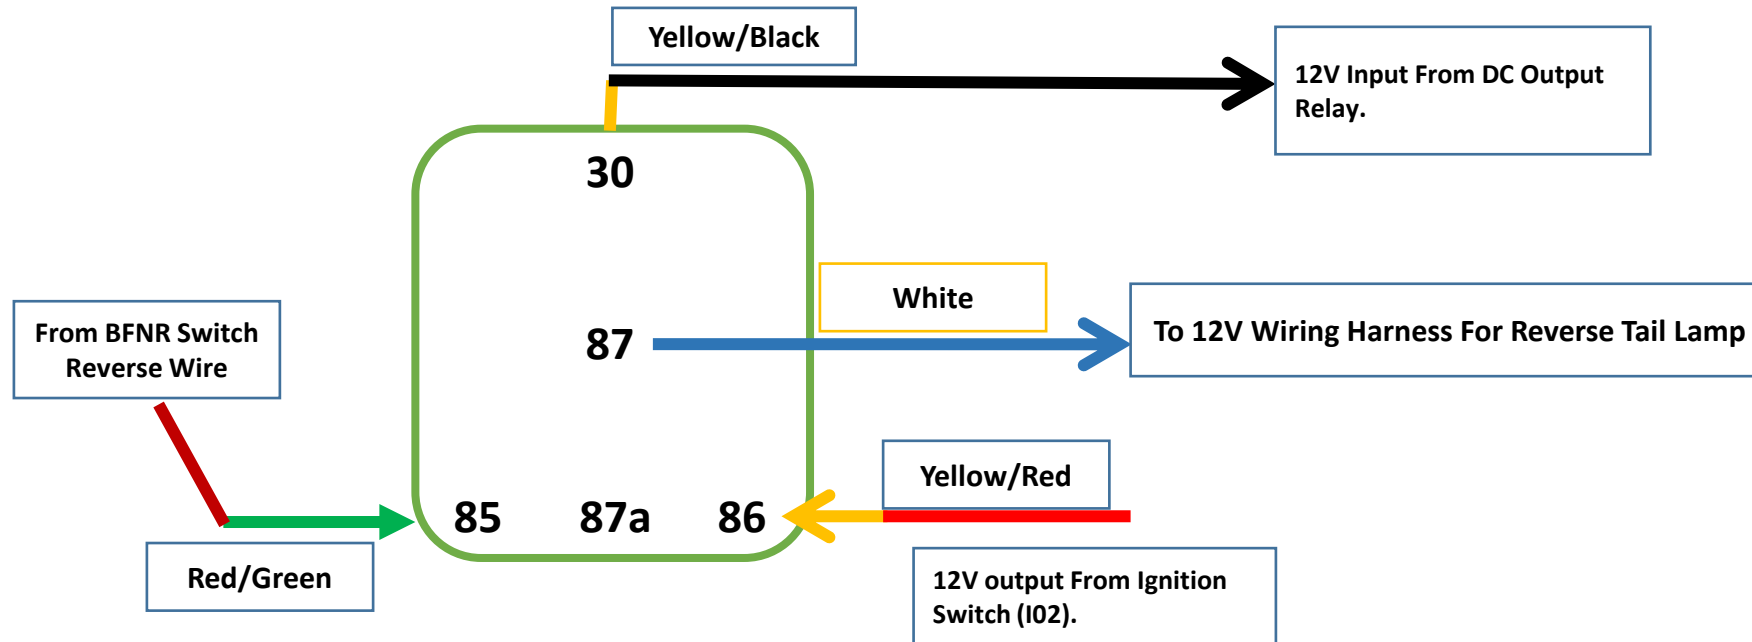 Yellow/Black
12V Input From DC Output
Relay.
30
White
From BFNR Switch
Reverse Wire
87
To 12V Wiring Harness For Reverse Tail Lamp
Yellow/Red
85 87a 86
Red/Green
12V output From Ignition
Switch (I02).